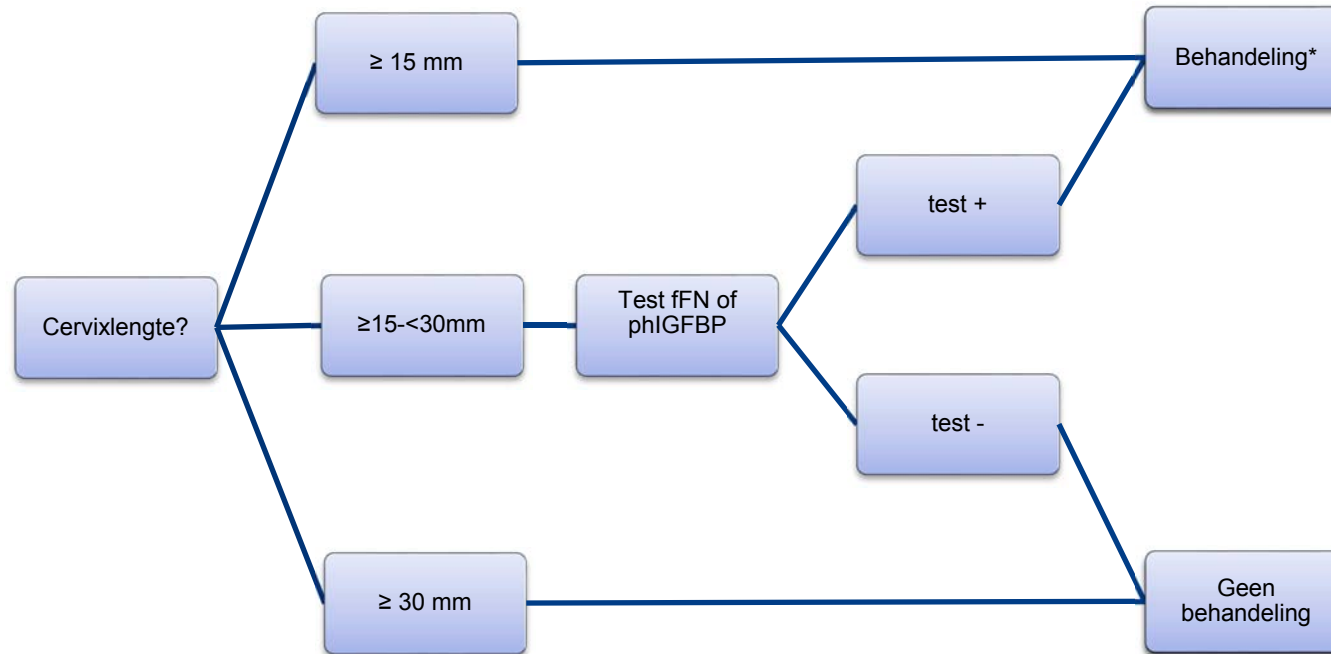 ≥ 15 mm
Behandeling*
test +
Cervixlengte?
≥15-<30mm
Test fFN of
phIGFBP
test -
≥ 30 mm
Geen
behandeling